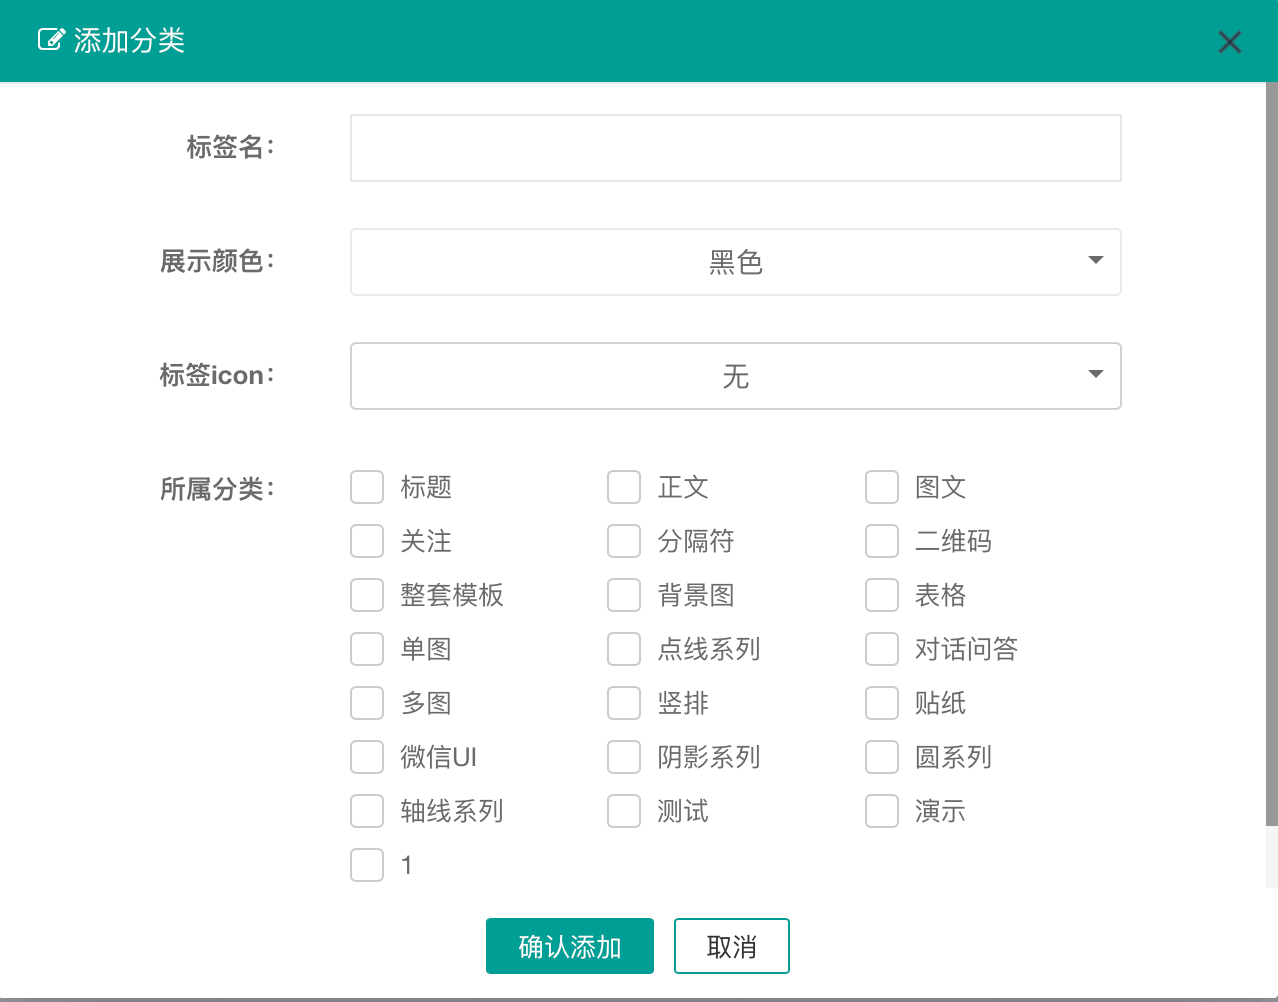 添加分类
标签名：
展示颜色： 黑色
标签icon： 无
所属分类： 标题 正文 图文
关注 分隔符 二维码
整套模板 背景图 表格
单图 点线系列 对话问答
多图 竖排 贴纸
微信UI 阴影系列 圆系列
轴线系列 测试 演示
1
确认添加 取消